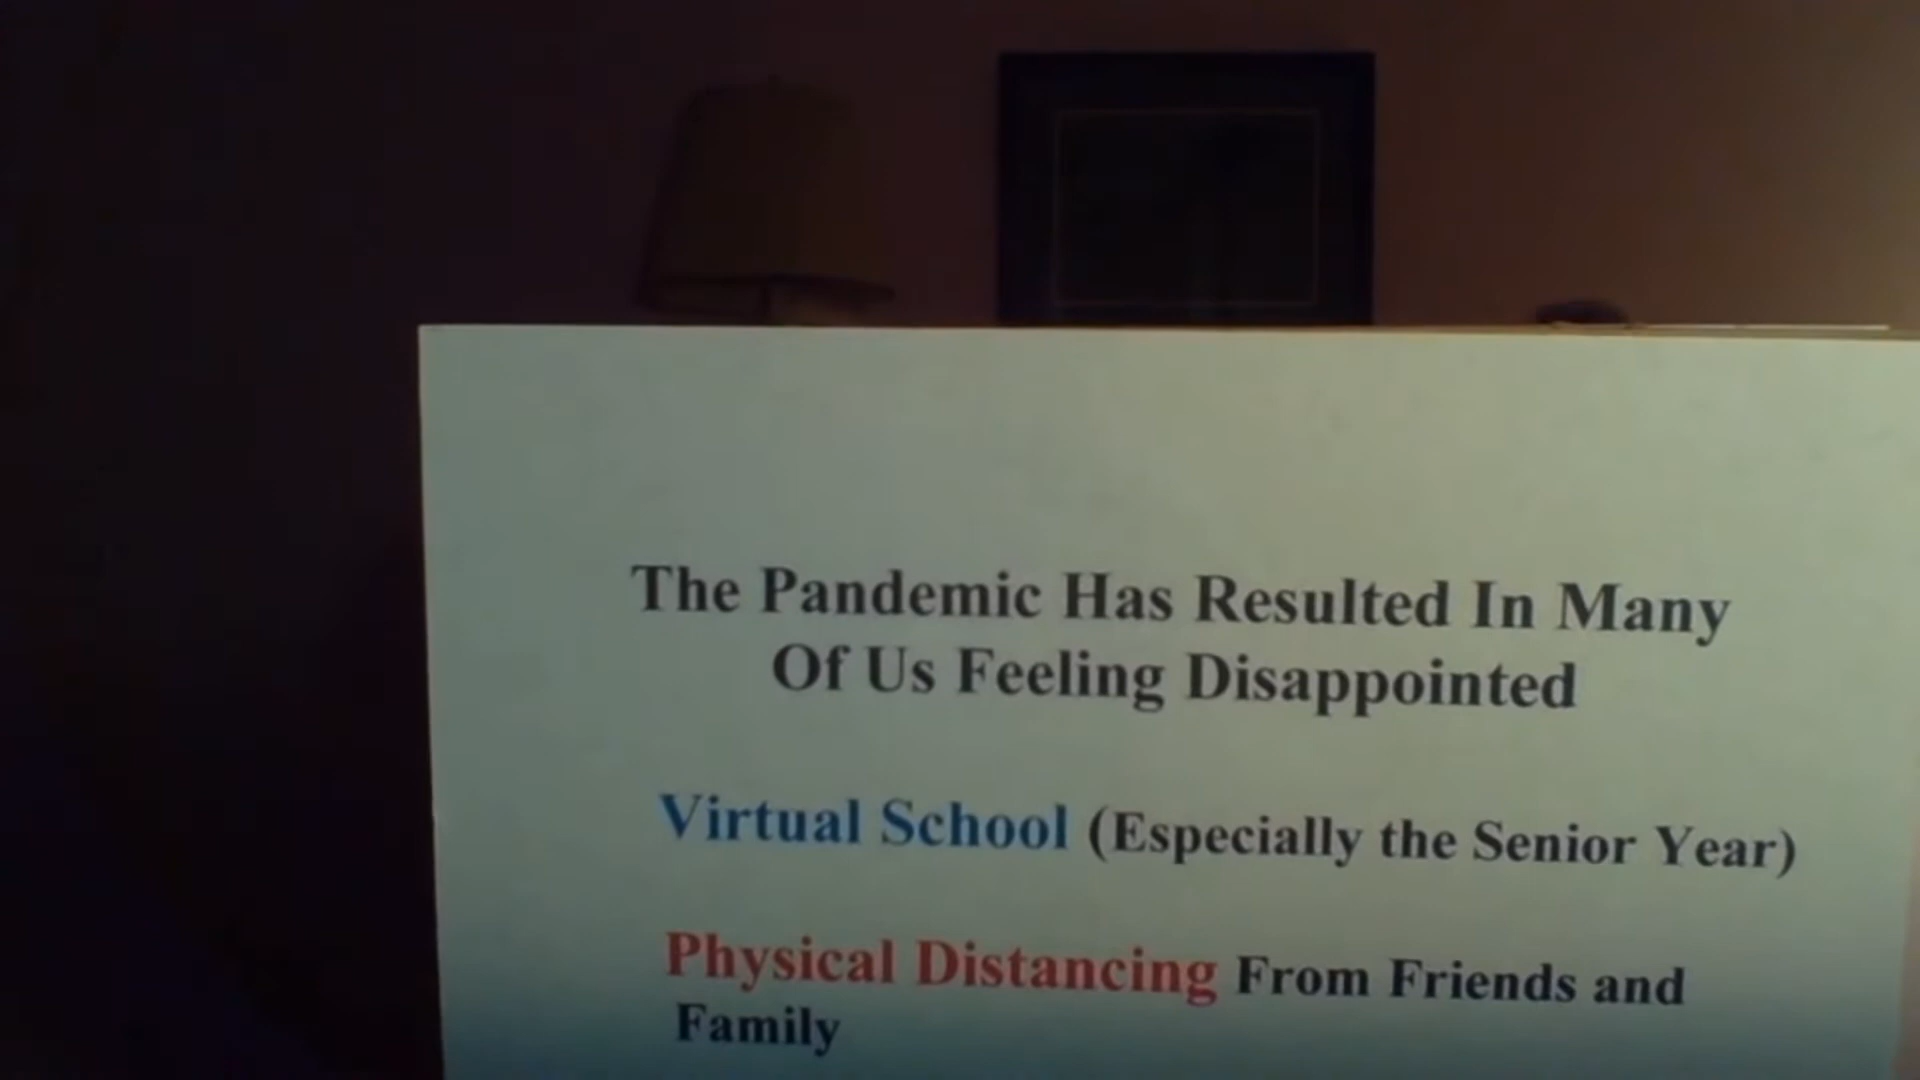 The Pandemic Has Resulted In Many
Of Us Feeling Disappointed
Virtual School (Especially the Senior Year)
Physical Distancing From Friends and
Family